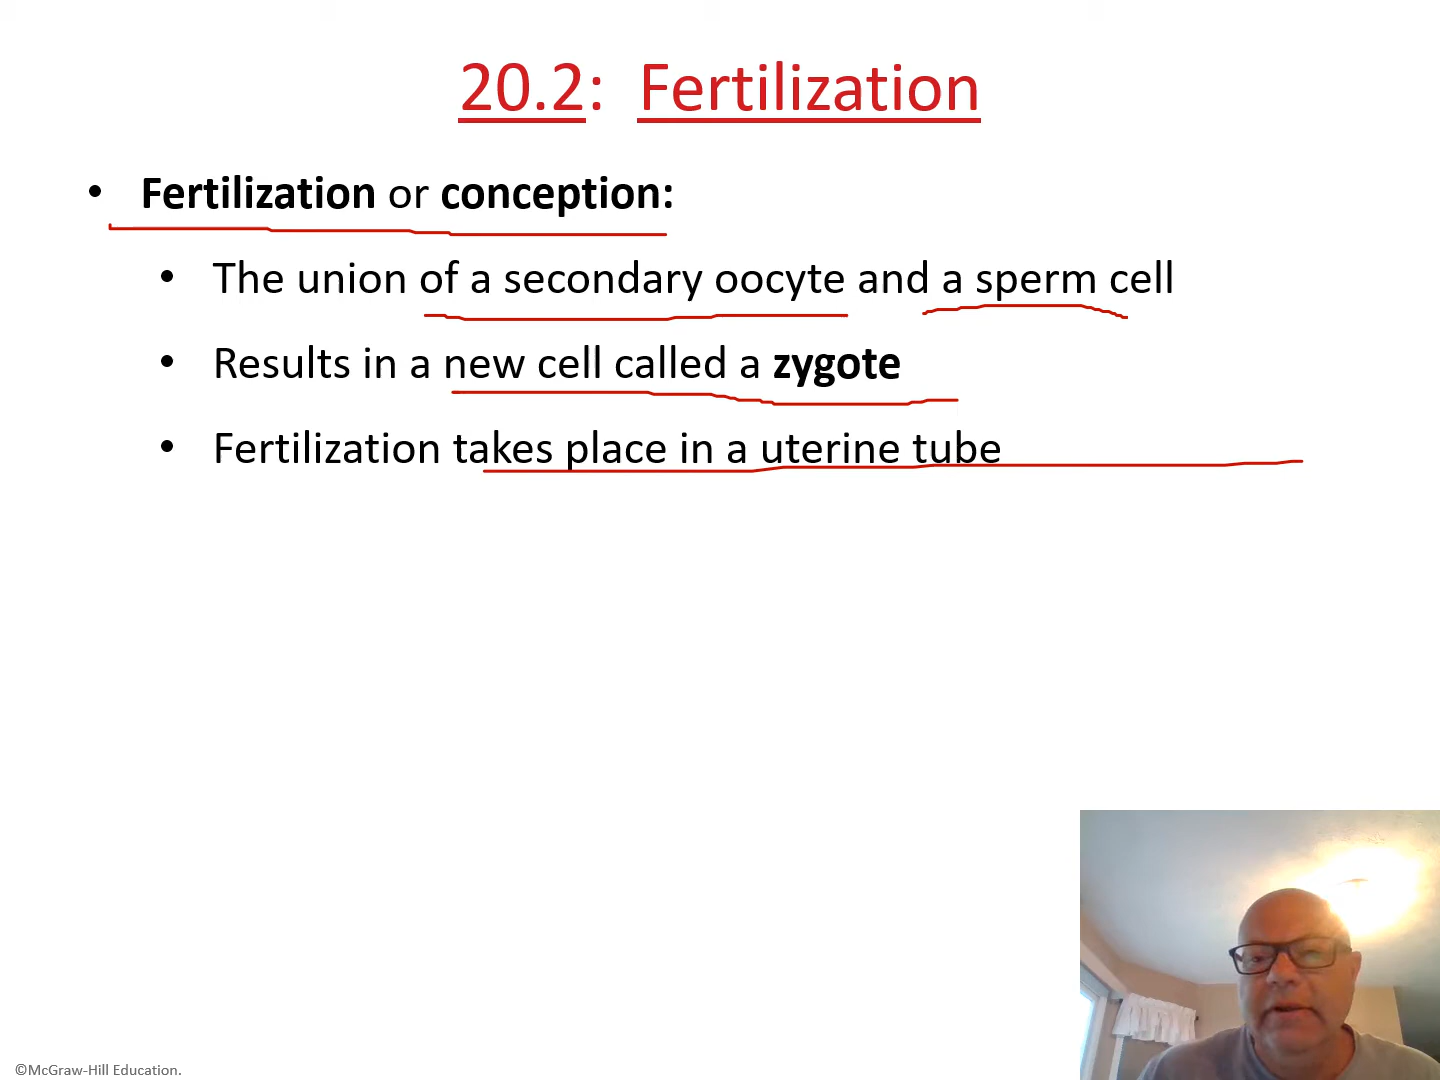 20.2: Fertilization
• Fertilization or conception:
• The union of a secondary oocyte and a sperm cell
• Results in a new cell called a zygote
• Fertilization takes place in a uterine tube
©McGraw-Hill Education.